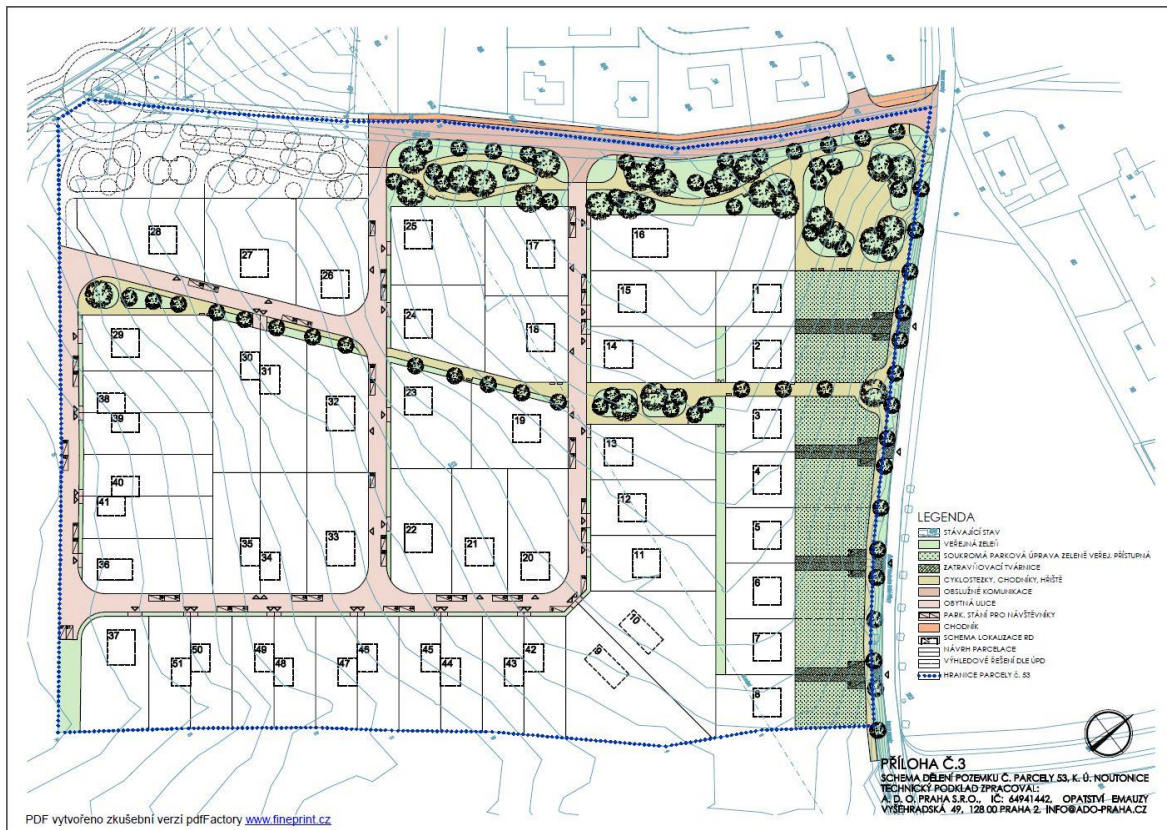 28
27
26
25
17
16
24
18
15
1
14
2
29
30
31
38
39
32
23
19
3
13
4
40
41
12
5
36
35
34
33
22
21
20
11
6
10
9
7
8
37
51
50
49
48
47
46
45
44
43
42
LEGENDA
STÁVAJÍCÍ STAV
VEŘEJNÁ ZELEŇ
SOUKROMÁ PARKOVÁ ÚPRAVA ZELENĚ VEŘEJ. PŘÍSTUPNÁ
ZATRAVŇOVACÍ TVÁRNICE
CYKLOSTEZKY, CHODNÍKY, HŘIŠTĚ
OBSLUŽNÉ KOMUNIKACE
OBYTNÁ ULICE
PARK. STÁNÍ PRO NÁVŠTĚVNÍKY
CHODNÍK
SCHEMA LOKALIZACE RD
NÁVRH PARCELACE
VÝHLEDOVÉ ŘEŠENÍ DLE ÚPD
HRANICE PARCELY č. 53
PŘÍLOHA Č.3
SCHEMA DĚLENÍ POZEMKU Č. PARCELY 53, K. Ú. NOUTONICE
TECHNICKÝ PODKLAD ZPRACOVAL:
A. D. O. PRAHA S.R.O., IČ: 64941442, OPATSTVÍ EMAUZY
VYŠEHRADSKÁ 49, 128 00 PRAHA 2, INFO@ADO-PRAHA.CZ
PDF vytvořeno zkušební verzí pdfFactory www.fineprint.cz